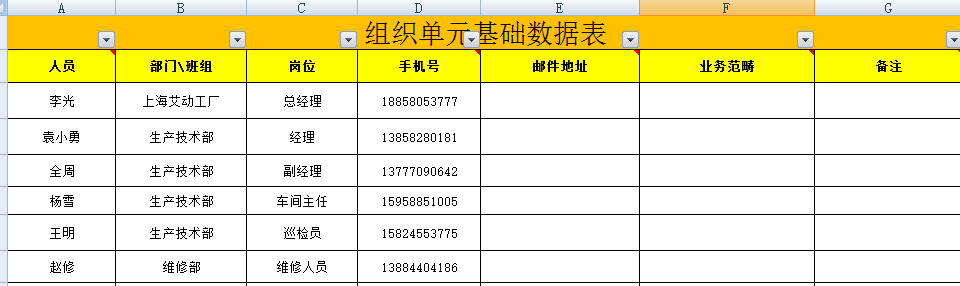 A B C D E F G
组织单元基础数据表
人员 部门\班组 岗位 手机号 邮件地址 业务范畴 备注
李光 上海艾动工厂 总经理 18858053777
袁小勇 生产技术部 经理 13858280181
全周 生产技术部 副经理 13777090642
杨雪 生产技术部 车间主任 15958851005
王明 生产技术部 巡检员 15824553775
赵修 维修部 维修人员 13884404186